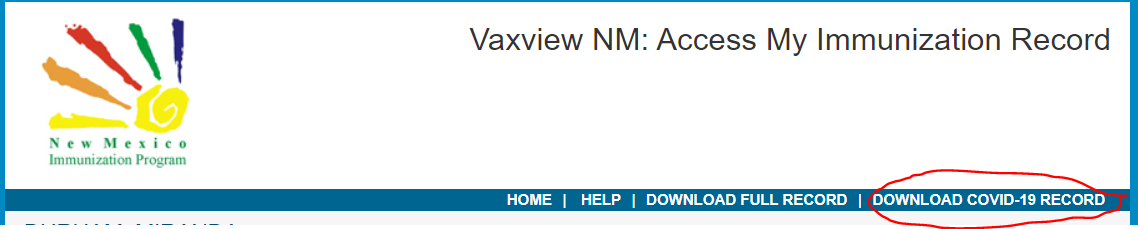 Vaxview NM: Access My Immunization Record
New Mexico
Immunization Program
HOME | HELP | DOWNLOAD FULL RECORD | DOWNLOAD COVID-19 RECORD